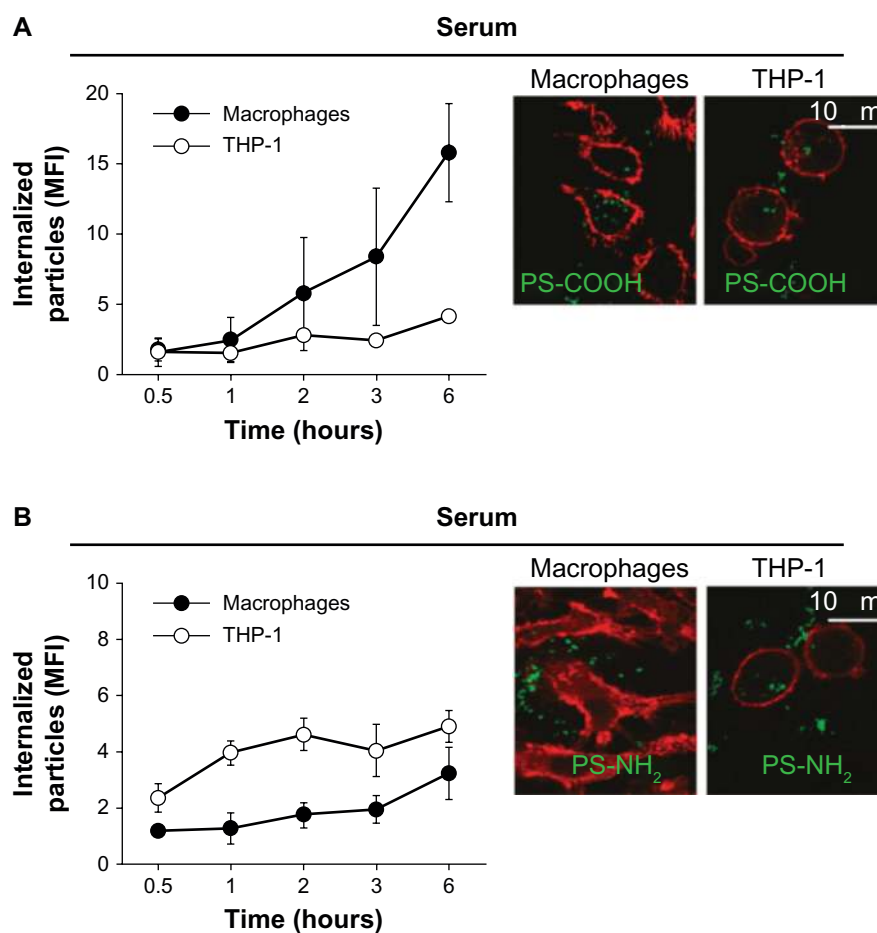 A
Serum
Internalized
particles (MFI)
20
15
10
5
0
Macrophages
THP-1
0.5 1 2 3 6
Time (hours)
Macrophages THP-1
10 m
PS-COOH PS-COOH
B
Serum
Internalized
particles (MFI)
10
8
6
4
2
0
Macrophages
THP-1
0.5 1 2 3 6
Time (hours)
Macrophages THP-1
10 m
PS-NH₂ PS-NH₂